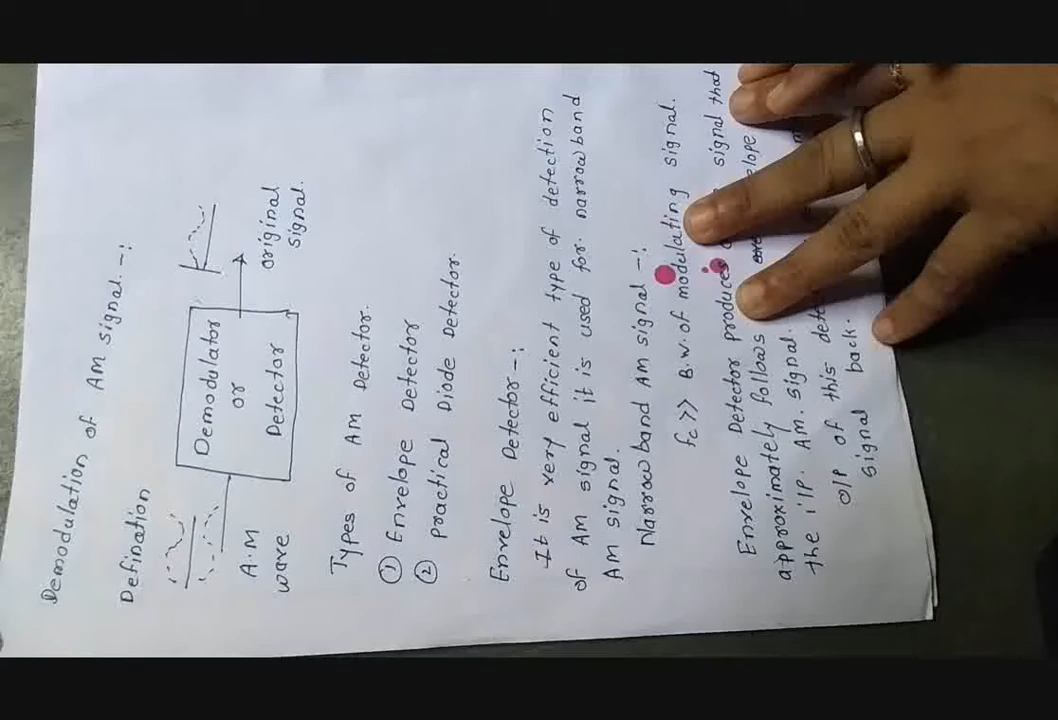 Demodulation of AM signal -:
Defination
A.M
wave
Demodulator
or
Detector
original
signal.
Types of AM Detector.
① Envelope Detector
② practical Diode Detector.
Envelope Detector -:
It is very efficient type of detection
of AM signal it is used for narrowband
AM signal.
Narrowband AM signal -:
fc >> B.W. of modulating signal.
Envelope Detector produces signal that
approximately follows
the i'lP. AM. signal.
O/P of this
signal back.